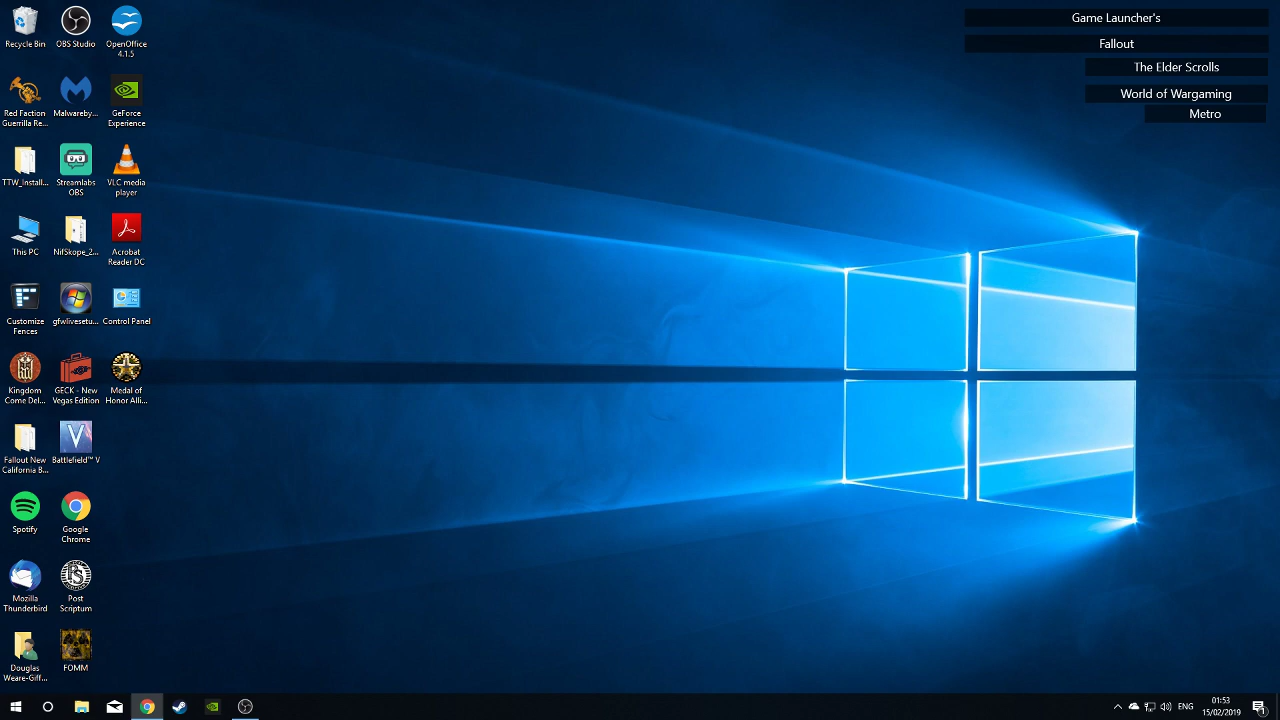 Recycle Bin
OBS Studio
OpenOffice
4.1.5
Red Faction
Guerrilla Re...
Malwareby...
GeForce
Experience
TTW_Install...
Streamlabs
OBS
VLC media
player
This PC
NifSkope_2...
Acrobat
Reader DC
Customize
Fences
gfwlivesetu...
Control Panel
Kingdom
Come Del...
GECK - New
Vegas Edition
Medal of
Honor Alli...
Fallout New
California B...
Battlefield™ V
Spotify
Google
Chrome
Mozilla
Thunderbird
Post
Scriptum
Douglas
Weare-Giff...
FOMM
Game Launcher's
Fallout
The Elder Scrolls
World of Wargaming
Metro
ENG
01:53
15/02/2019
1